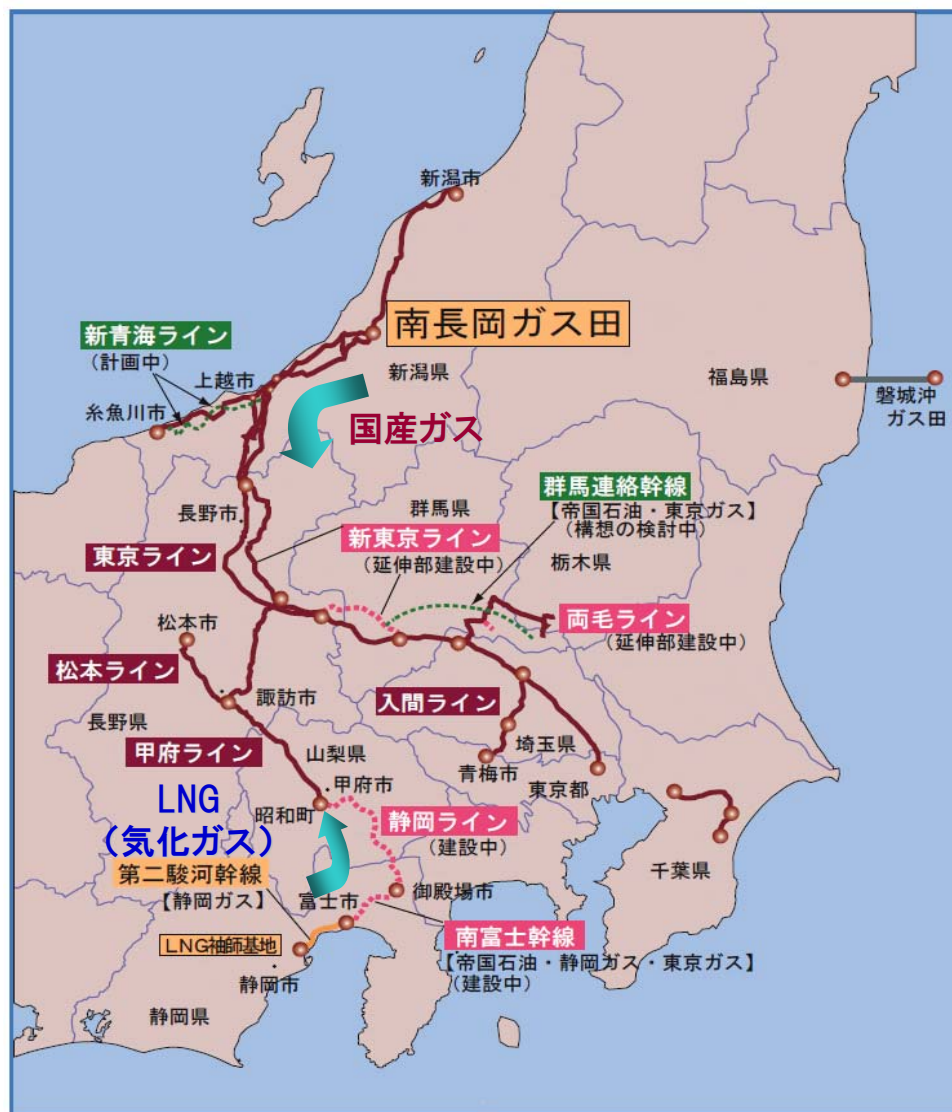 新潟市
南長岡ガス田
新青海ライン
(計画中)
上越市
新潟県
福島県
磐城沖
ガス田
糸魚川市
国産ガス
群馬連絡幹線
【帝国石油・東京ガス】
(構想の検討中)
長野市
群馬県
新東京ライン
(延伸部建設中)
栃木県
東京ライン
両毛ライン
(延伸部建設中)
松本市
松本ライン
諏訪市
入間ライン
長野県
埼玉県
甲府ライン
山梨県
青梅市
東京都
甲府市
LNG
(気化ガス)
昭和町
静岡ライン
(建設中)
千葉県
第二駿河幹線
【静岡ガス】
富士市
御殿場市
LNG袖師基地
南富士幹線
【帝国石油・静岡ガス・東京ガス】
(建設中)
静岡市
静岡県